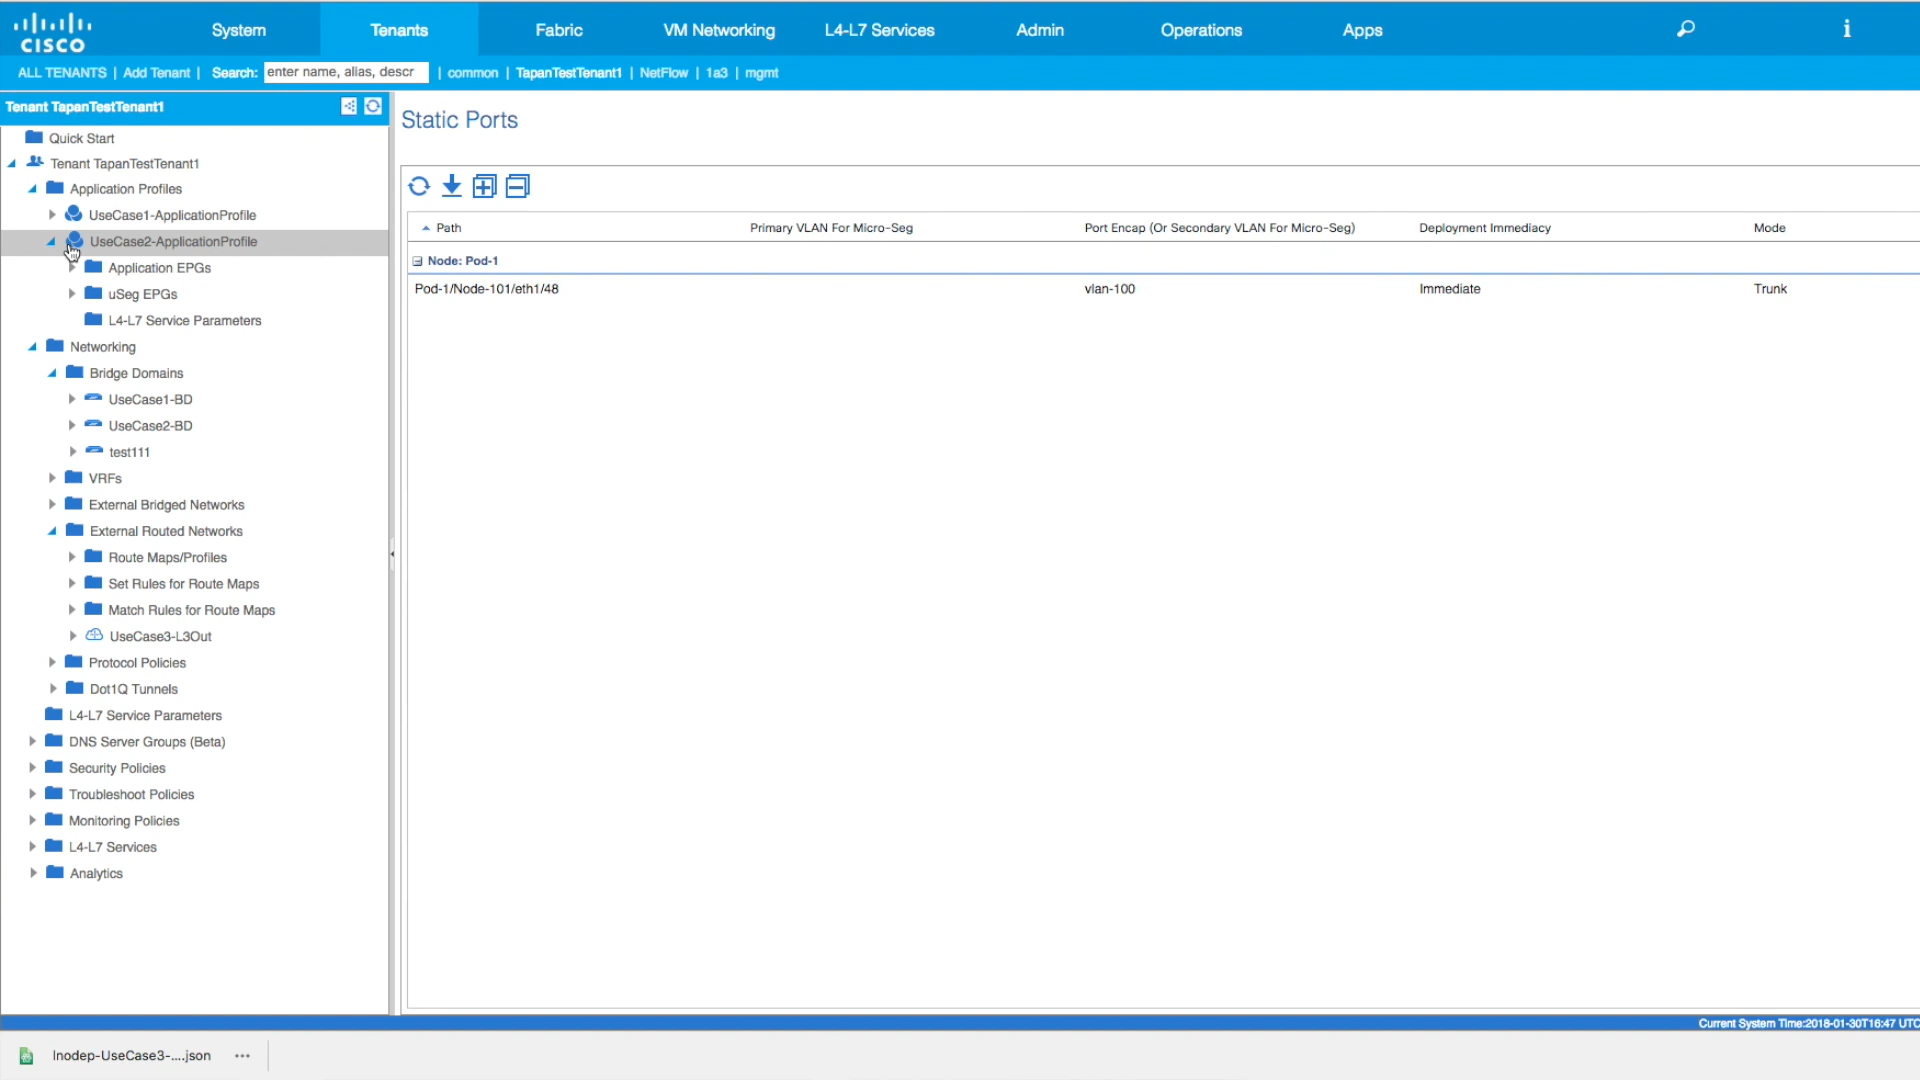 CISCO
System
Tenants
Fabric
VM Networking
L4-L7 Services
Admin
Operations
Apps
i
ALL TENANTS | Add Tenant | Search: enter name, alias, descr | common | TapanTestTenant1 | NetFlow | 1a3 | mgmt
Tenant TapanTestTenant1
Quick Start
Tenant TapanTestTenant1
Application Profiles
UseCase1-ApplicationProfile
UseCase2-ApplicationProfile
Application EPGs
uSeg EPGs
L4-L7 Service Parameters
Networking
Bridge Domains
UseCase1-BD
UseCase2-BD
test111
VRFs
External Bridged Networks
External Routed Networks
Route Maps/Profiles
Set Rules for Route Maps
Match Rules for Route Maps
UseCase3-L3Out
Protocol Policies
Dot1Q Tunnels
L4-L7 Service Parameters
DNS Server Groups (Beta)
Security Policies
Troubleshoot Policies
Monitoring Policies
L4-L7 Services
Analytics
Static Ports
Path
Primary VLAN For Micro-Seg
Port Encap (Or Secondary VLAN For Micro-Seg)
Deployment Immediacy
Mode
Node: Pod-1
Pod-1/Node-101/eth1/48
vlan-100
Immediate
Trunk
Current System Time:2018-01-30T16:47 UTC
Inodep-UseCase3-....json